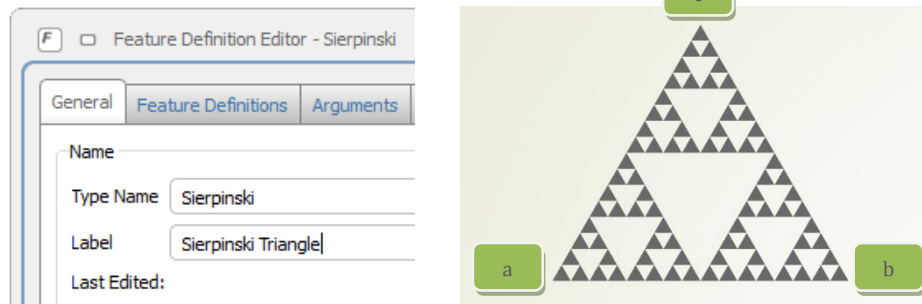 F Feature Definition Editor - Sierpinski
General Feature Definitions Arguments
Name
Type Name Sierpinski
Label Sierpinski Triangle
Last Edited:
a b